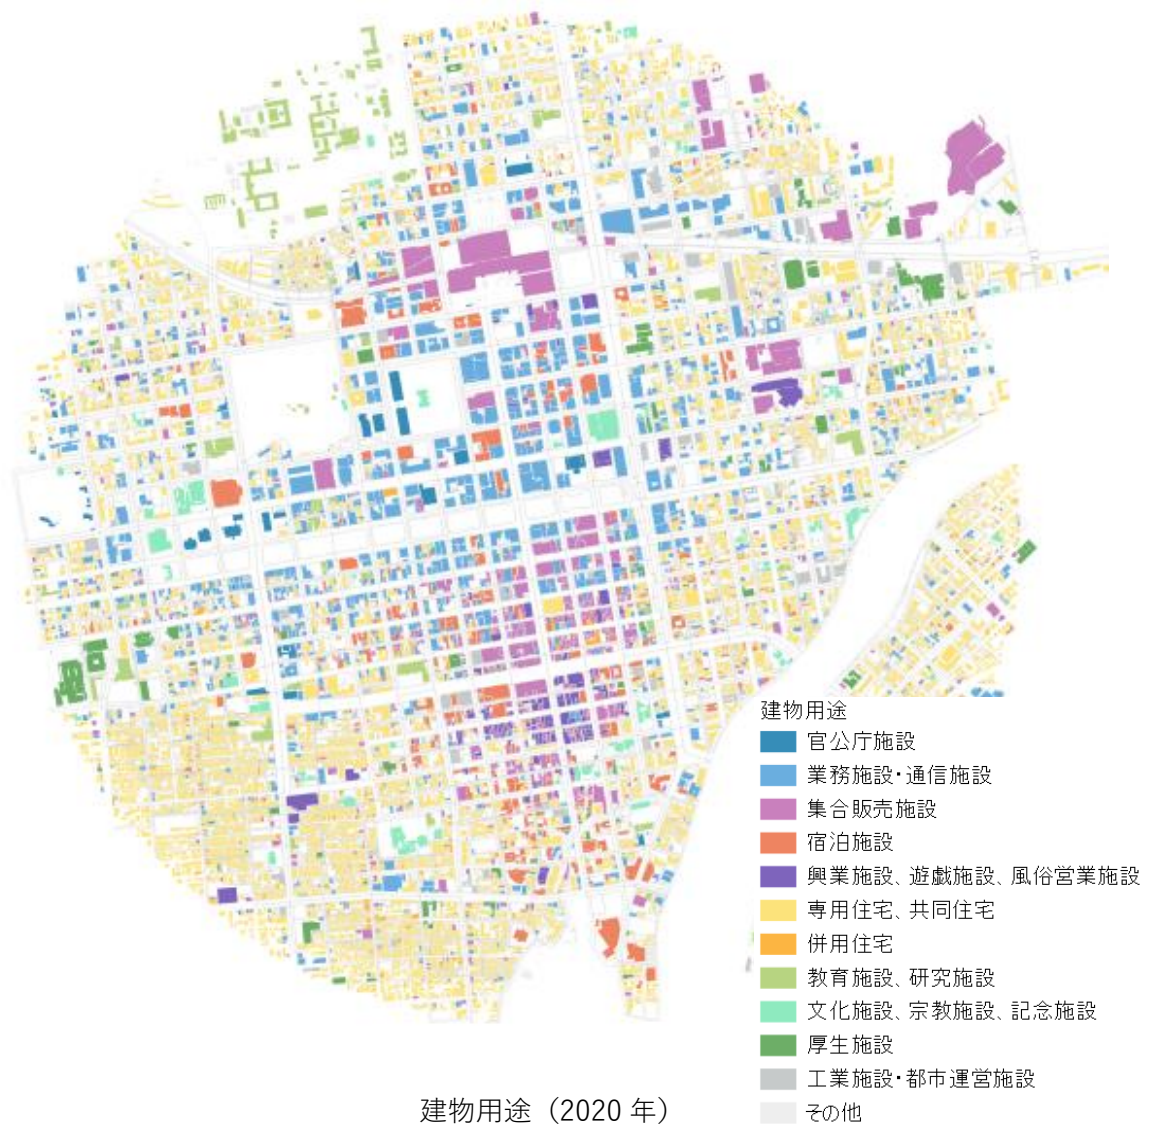 建物用途
官公庁施設
業務施設・通信施設
集合販売施設
宿泊施設
興業施設、遊戯施設、風俗営業施設
専用住宅、共同住宅
併用住宅
教育施設、研究施設
文化施設、宗教施設、記念施設
厚生施設
工業施設・都市運営施設
その他
建物用途（2020 年）